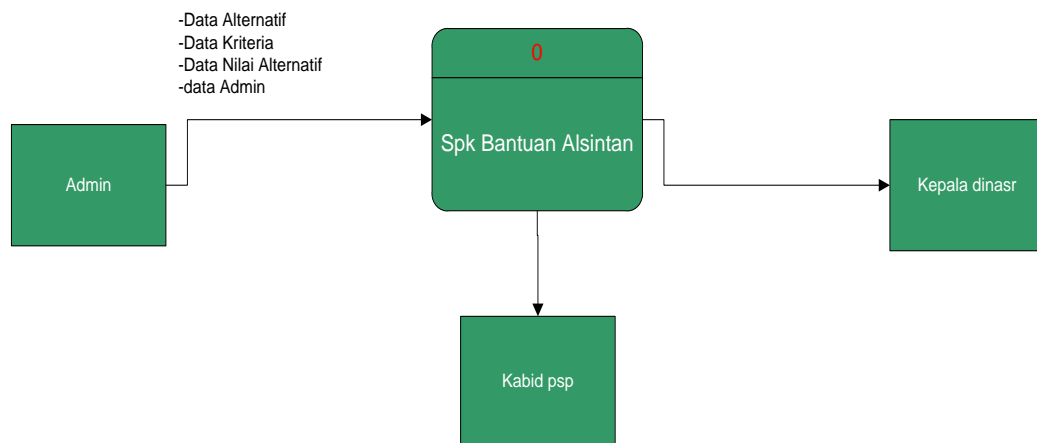 -Data Alternatif
-Data Kriteria
-Data Nilai Alternatif
-data Admin
0
Spk Bantuan Alsintan
Admin
Kepala dinasr
Kabid psp